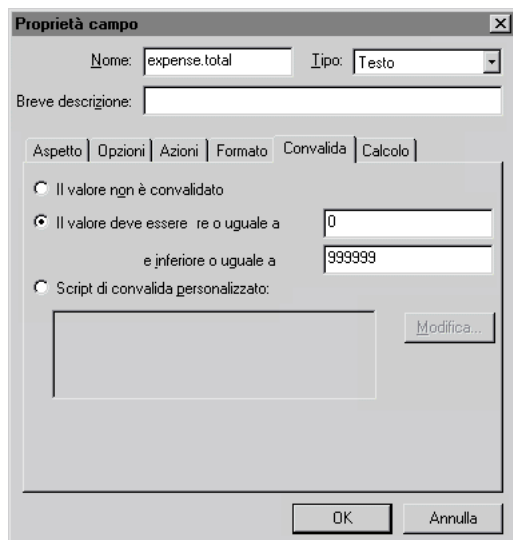 Proprietà campo
Nome: expense.total Tipo: Testo
Breve descrizione:
Aspetto Opzioni Azioni Formato Convalida Calcolo
Il valore non è convalidato
Il valore deve essere re o uguale a 0
e inferiore o uguale a 999999
Script di convalida personalizzato:
Modifica...
OK Annulla